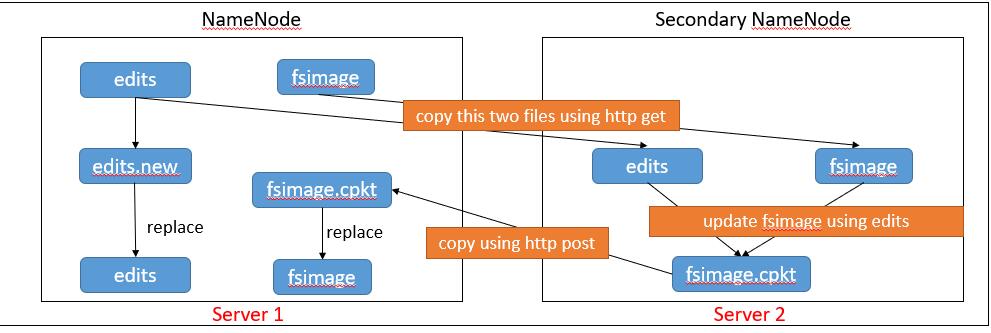 NameNode
Secondary NameNode
edits
fsimage
copy this two files using http get
edits.new
edits
fsimage
fsimage.cpkt
update fsimage using edits
replace
replace
copy using http post
edits
fsimage
fsimage.cpkt
Server 1
Server 2